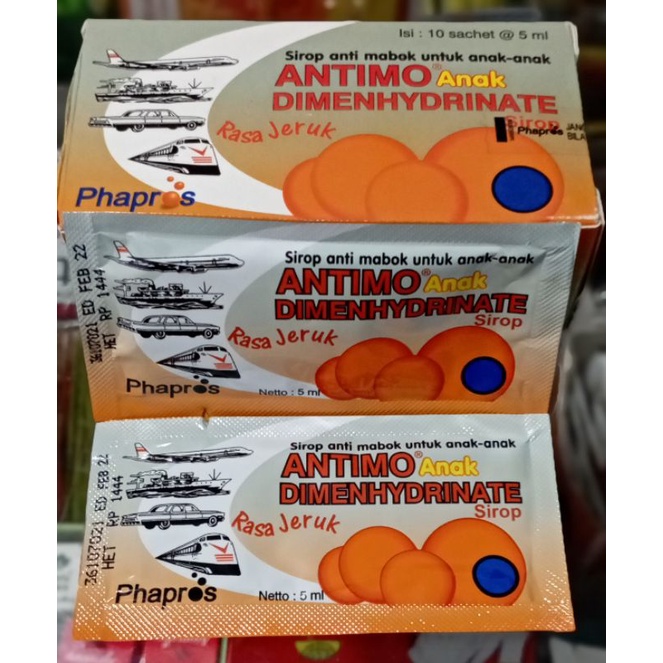 Isi : 10 sachet @ 5 ml
Sirop anti mabok untuk anak-anak
ANTIMO® Anak
DIMENHYDRINATE
Sirop
Rasa Jeruk
Phapros
Phapros
Sirop anti mabok untuk anak-anak
ANTIMO® Anak
DIMENHYDRINATE
Sirop
Rasa Jeruk
Phapros
Netto : 5 ml
36107021 ED FEB 22
HET RP 1444
Sirop anti mabok untuk anak-anak
ANTIMO® Anak
DIMENHYDRINATE
Sirop
Rasa Jeruk
Phapros
Netto : 5 ml
36107021 ED FEB 22
HET RP 1444